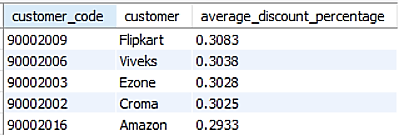 customer_code customer average_discount_percentage
90002009 Flipkart 0.3083
90002006 Viveks 0.3038
90002003 Ezone 0.3028
90002002 Croma 0.3025
90002016 Amazon 0.2933